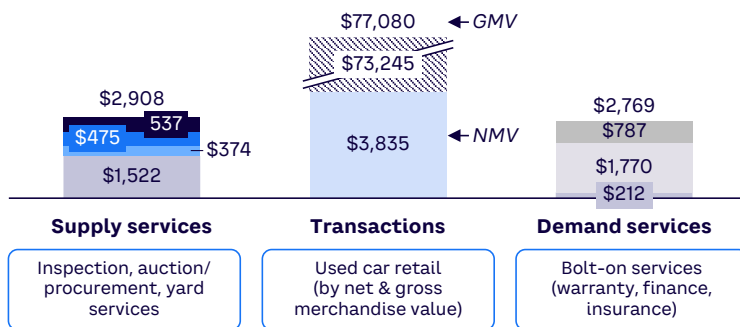 $77,080
GMV
$73,245
$2,908
537
$475
$374
$1,522
$3,835
NMV
$2,769
$787
$1,770
$212
Supply services
Transactions
Demand services
Inspection, auction/
procurement, yard
services
Used car retail
(by net & gross
merchandise value)
Bolt-on services
(warranty, finance,
insurance)